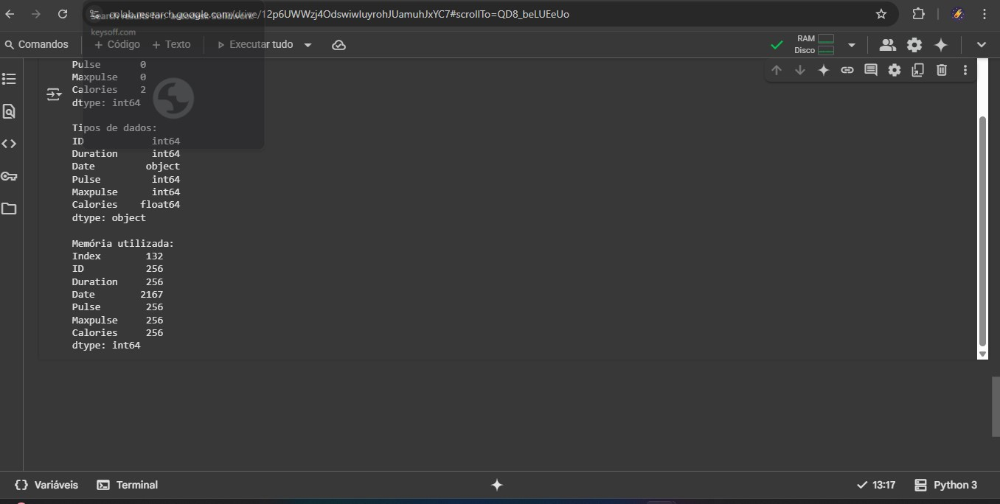 colab.research.google.com/drive/12p6UWWzj4OdswiwluyrohJUamuhJxYC7#scrollTo=QD8_beLUEeUo
keysoff.com
Comandos
+ Código
+ Texto
Executar tudo
RAM
Disco
Pulse 0
Maxpulse 0
Calories 2
dtype: int64
Tipos de dados:
ID int64
Duration int64
Date object
Pulse int64
Maxpulse int64
Calories float64
dtype: object
Memória utilizada:
Index 132
ID 256
Duration 256
Date 2167
Pulse 256
Maxpulse 256
Calories 256
dtype: int64
Variáveis
Terminal
13:17
Python 3